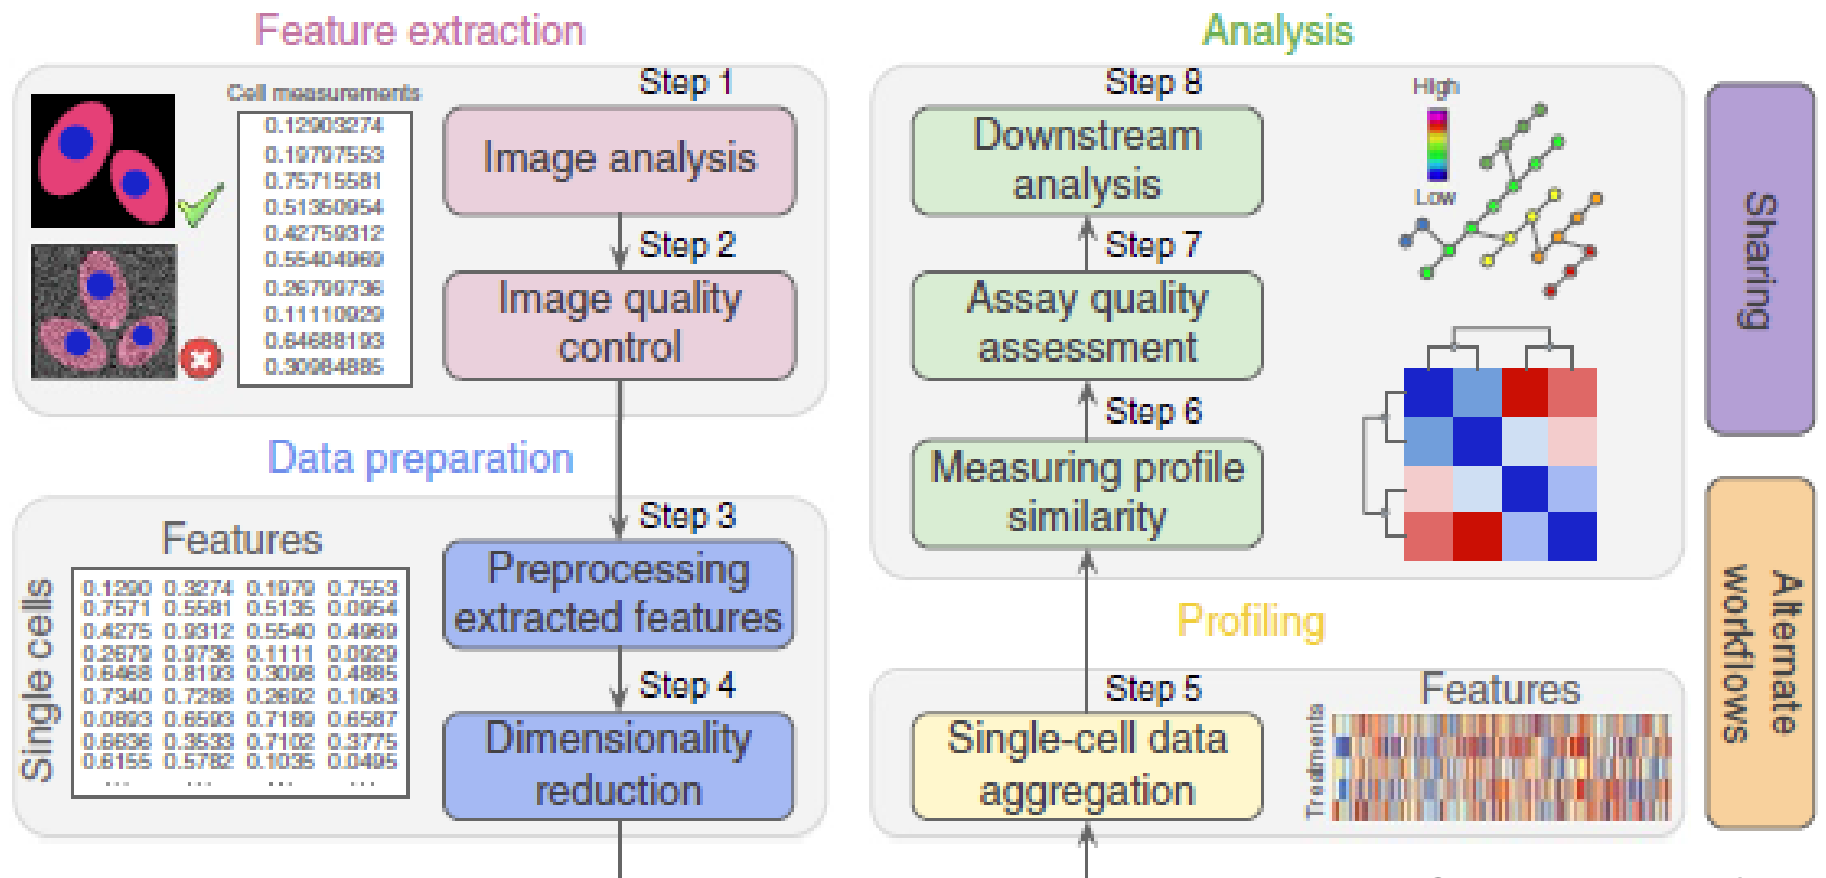 Feature extraction
Cell measurements
0.12903274
0.19797553
0.75715581
0.51350954
0.42759312
0.55404969
0.26799736
0.11110929
0.64688193
0.30984885
Step 1
Image analysis
Step 2
Image quality
control
Data preparation
Features
Single cells
0.1290 0.3274 0.1979 0.7553
0.7571 0.5581 0.5135 0.0954
0.4275 0.9312 0.5540 0.4969
0.2679 0.9736 0.1111 0.0929
0.6468 0.8193 0.3098 0.4885
0.7340 0.7288 0.2692 0.1063
0.0893 0.6593 0.7189 0.6587
0.6636 0.3533 0.7102 0.3775
0.6155 0.5782 0.1035 0.0495
... ... ... ...
Step 3
Preprocessing
extracted features
Step 4
Dimensionality
reduction
Analysis
Step 8
Downstream
analysis
Step 7
Assay quality
assessment
Step 6
Measuring profile
similarity
High
Low
Profiling
Step 5
Single-cell data
aggregation
Features
Treatments
Sharing
Alternate
workflows